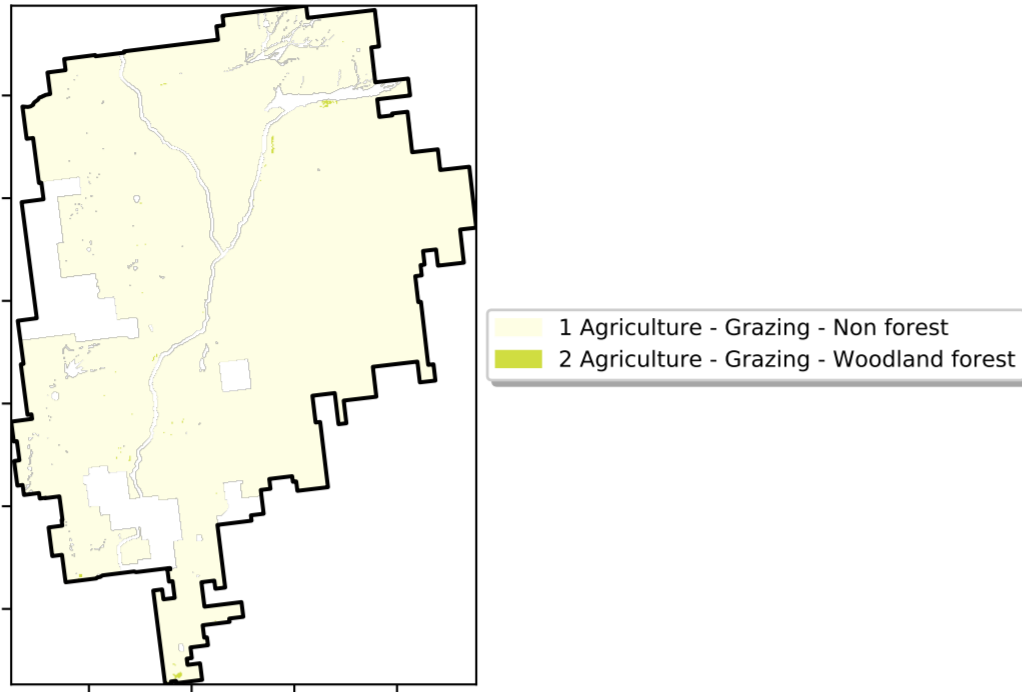 1 Agriculture - Grazing - Non forest
2 Agriculture - Grazing - Woodland forest